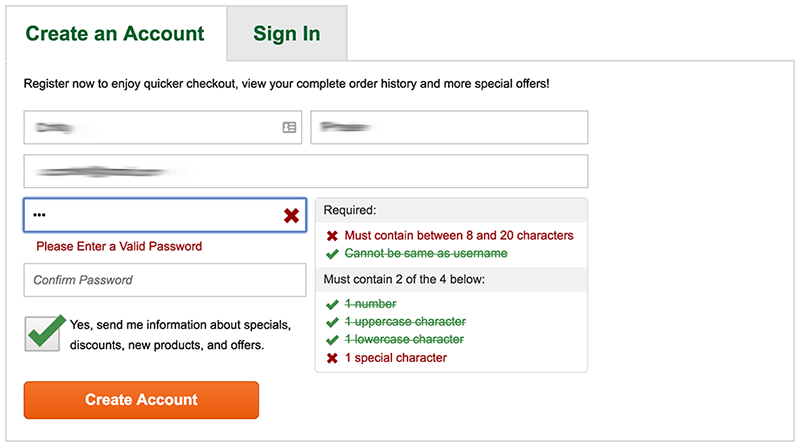 Create an Account
Sign In
Register now to enjoy quicker checkout, view your complete order history and more special offers!
•••
Please Enter a Valid Password
Confirm Password
Required:
Must contain between 8 and 20 characters
Cannot be same as username
Must contain 2 of the 4 below:
1 number
1 uppercase character
1 lowercase character
1 special character
Yes, send me information about specials,
discounts, new products, and offers.
Create Account